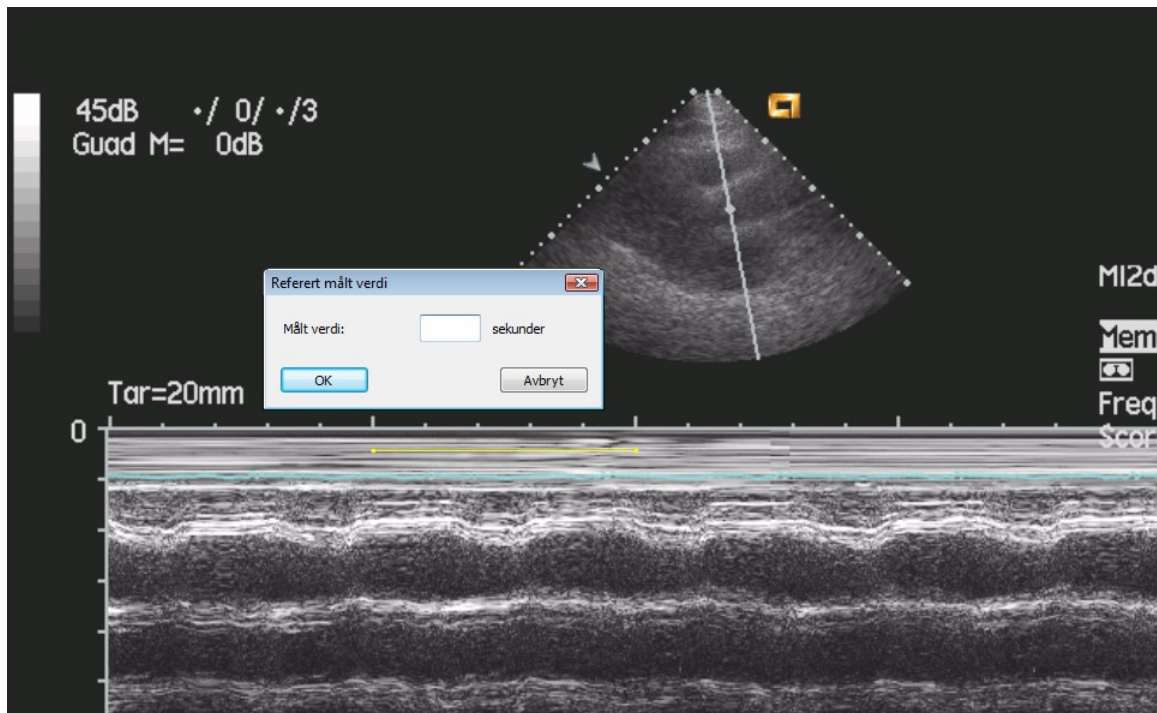 45dB ·/ 0/ ·/3
Guad M= 0dB
Referert målt verdi
MI2d
Målt verdi:
sekunder
Mem
OK
Avbryt
Tar=20mm
Freq
0
Scor